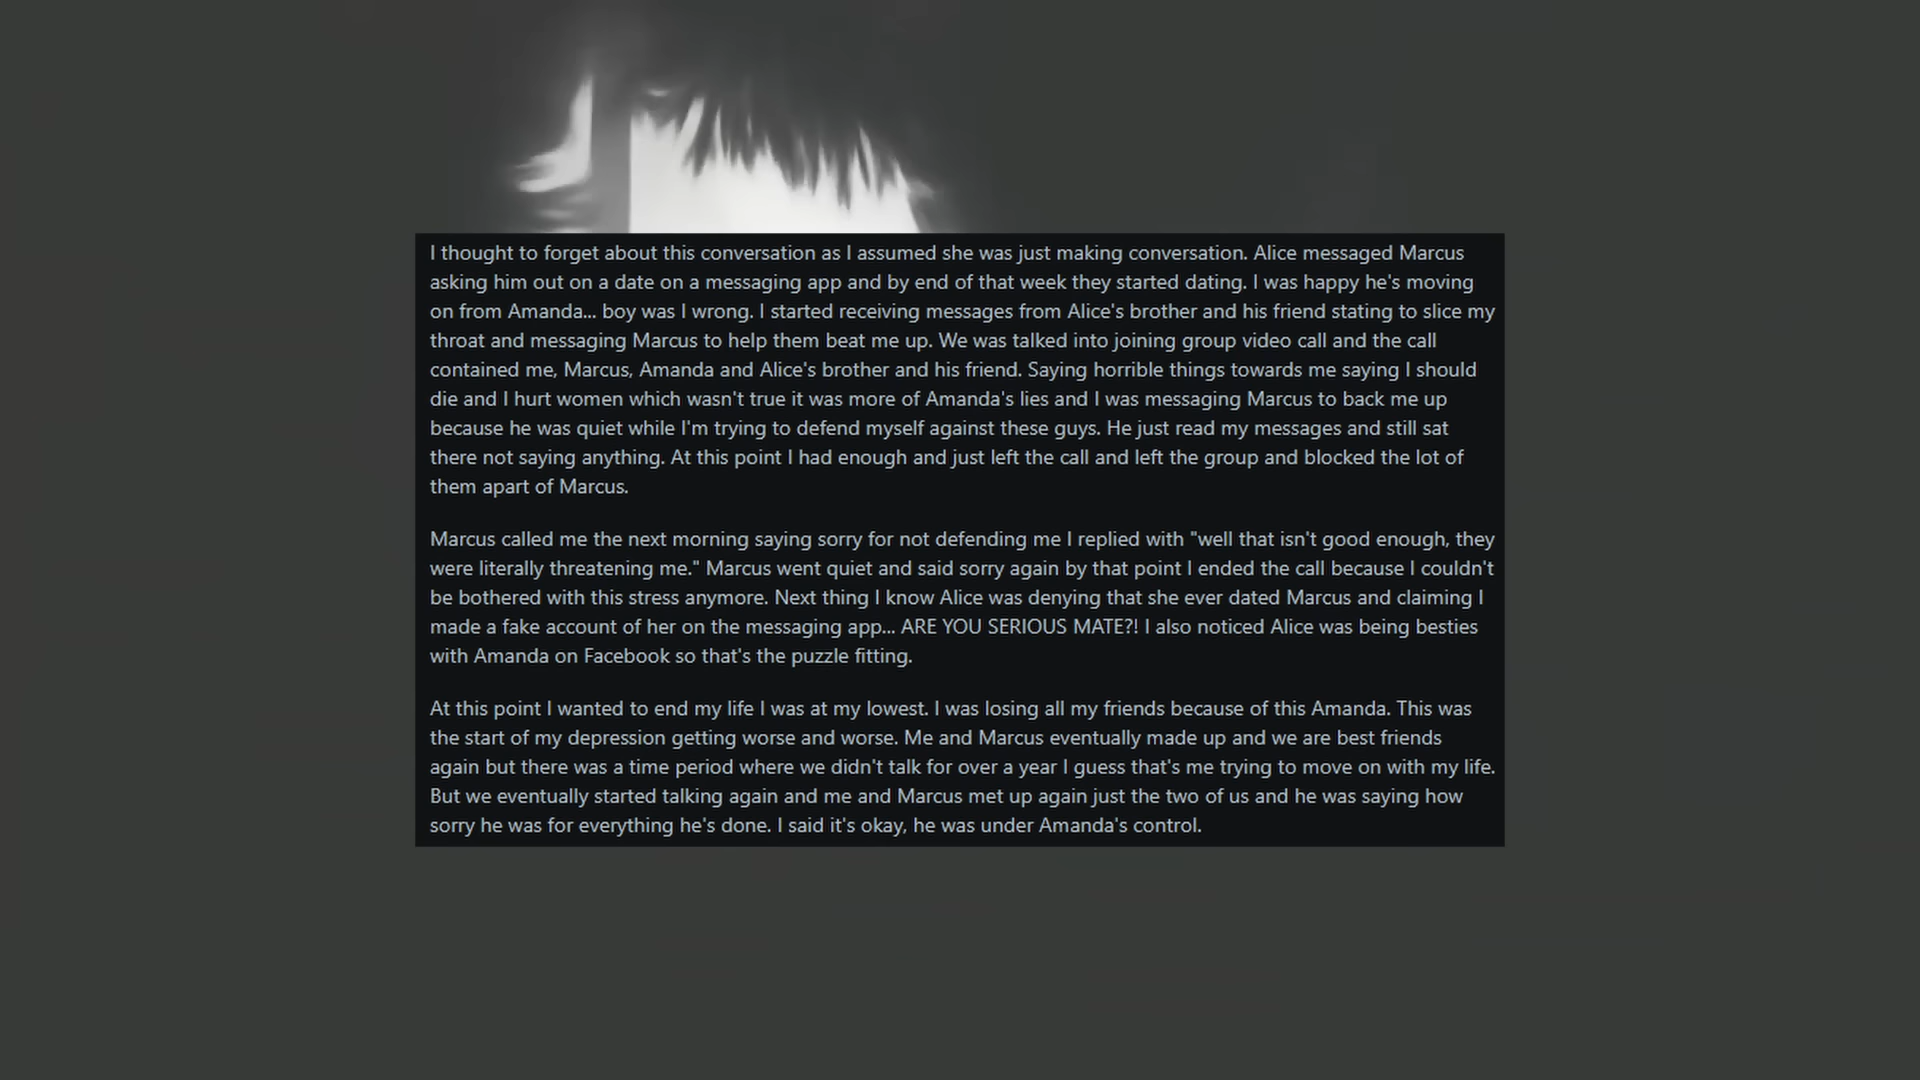 I thought to forget about this conversation as I assumed she was just making conversation. Alice messaged Marcus
asking him out on a date on a messaging app and by end of that week they started dating. I was happy he's moving
on from Amanda... boy was I wrong. I started receiving messages from Alice's brother and his friend stating to slice my
throat and messaging Marcus to help them beat me up. We was talked into joining group video call and the call
contained me, Marcus, Amanda and Alice's brother and his friend. Saying horrible things towards me saying I should
die and I hurt women which wasn't true it was more of Amanda's lies and I was messaging Marcus to back me up
because he was quiet while I'm trying to defend myself against these guys. He just read my messages and still sat
there not saying anything. At this point I had enough and just left the call and left the group and blocked the lot of
them apart of Marcus.
Marcus called me the next morning saying sorry for not defending me I replied with "well that isn't good enough, they
were literally threatening me." Marcus went quiet and said sorry again by that point I ended the call because I couldn't
be bothered with this stress anymore. Next thing I know Alice was denying that she ever dated Marcus and claiming I
made a fake account of her on the messaging app... ARE YOU SERIOUS MATE?! I also noticed Alice was being besties
with Amanda on Facebook so that's the puzzle fitting.
At this point I wanted to end my life I was at my lowest. I was losing all my friends because of this Amanda. This was
the start of my depression getting worse and worse. Me and Marcus eventually made up and we are best friends
again but there was a time period where we didn't talk for over a year I guess that's me trying to move on with my life.
But we eventually started talking again and me and Marcus met up again just the two of us and he was saying how
sorry he was for everything he's done. I said it's okay, he was under Amanda's control.